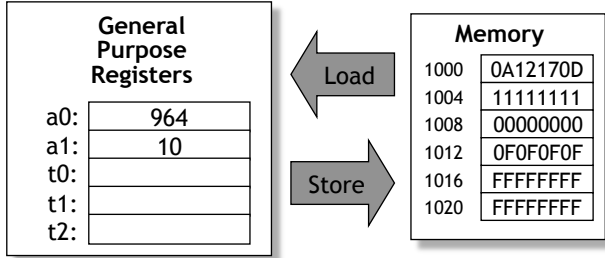 General
Purpose
Registers
a0: 964
a1: 10
t0:
t1:
t2:
Load
Store
Memory
1000 0A12170D
1004 11111111
1008 00000000
1012 0F0F0F0F
1016 FFFFFFFF
1020 FFFFFFFF